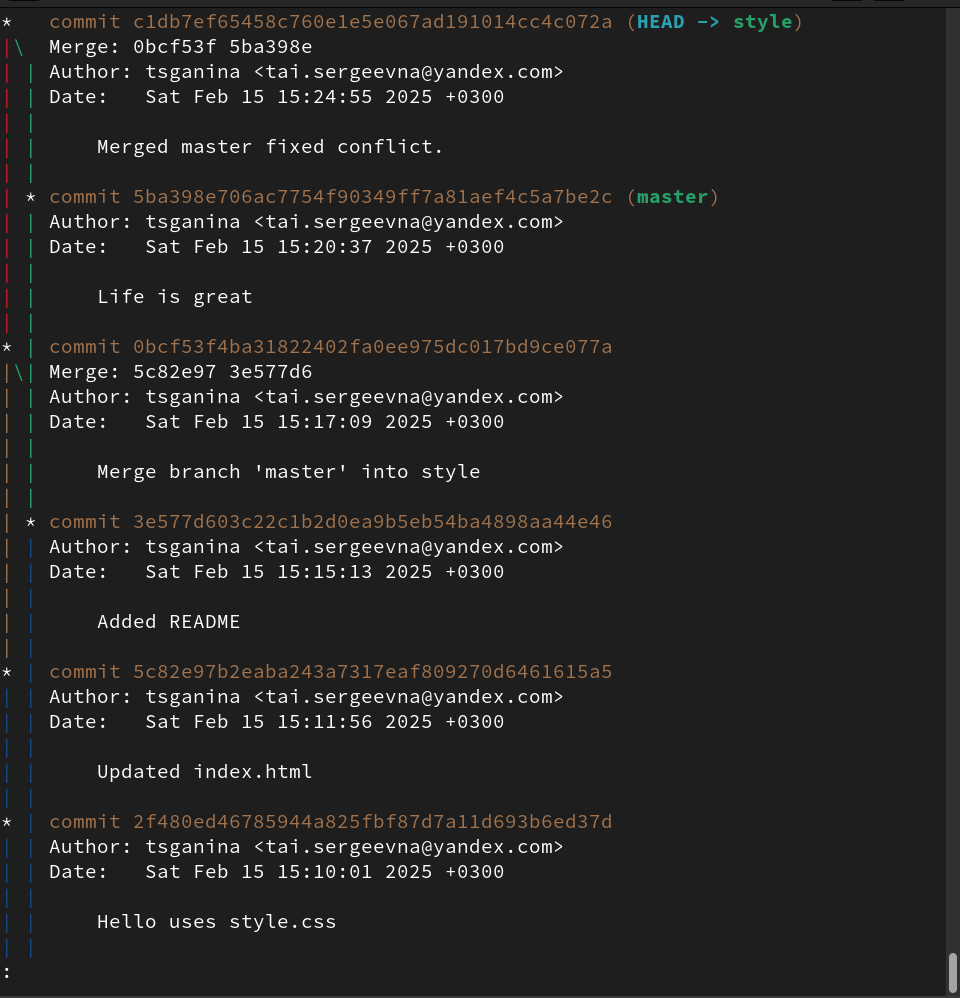 *   commit c1db7ef65458c760e1e5e067ad191014cc4c072a (HEAD -> style)
|\  Merge: 0bcf53f 5ba398e
| | Author: tsganina <tai.sergeevna@yandex.com>
| | Date:   Sat Feb 15 15:24:55 2025 +0300
| |
| |     Merged master fixed conflict.
| |
| * commit 5ba398e706ac7754f90349ff7a81aef4c5a7be2c (master)
| | Author: tsganina <tai.sergeevna@yandex.com>
| | Date:   Sat Feb 15 15:20:37 2025 +0300
| |
| |     Life is great
| |
* | commit 0bcf53f4ba31822402fa0ee975dc017bd9ce077a
|\| Merge: 5c82e97 3e577d6
| | Author: tsganina <tai.sergeevna@yandex.com>
| | Date:   Sat Feb 15 15:17:09 2025 +0300
| |
| |     Merge branch 'master' into style
| |
| * commit 3e577d603c22c1b2d0ea9b5eb54ba4898aa44e46
| | Author: tsganina <tai.sergeevna@yandex.com>
| | Date:   Sat Feb 15 15:15:13 2025 +0300
| |
| |     Added README
| |
* | commit 5c82e97b2eaba243a7317eaf809270d6461615a5
| | Author: tsganina <tai.sergeevna@yandex.com>
| | Date:   Sat Feb 15 15:11:56 2025 +0300
| |
| |     Updated index.html
| |
* | commit 2f480ed46785944a825fbf87d7a11d693b6ed37d
| | Author: tsganina <tai.sergeevna@yandex.com>
| | Date:   Sat Feb 15 15:10:01 2025 +0300
| |
| |     Hello uses style.css
| |
: